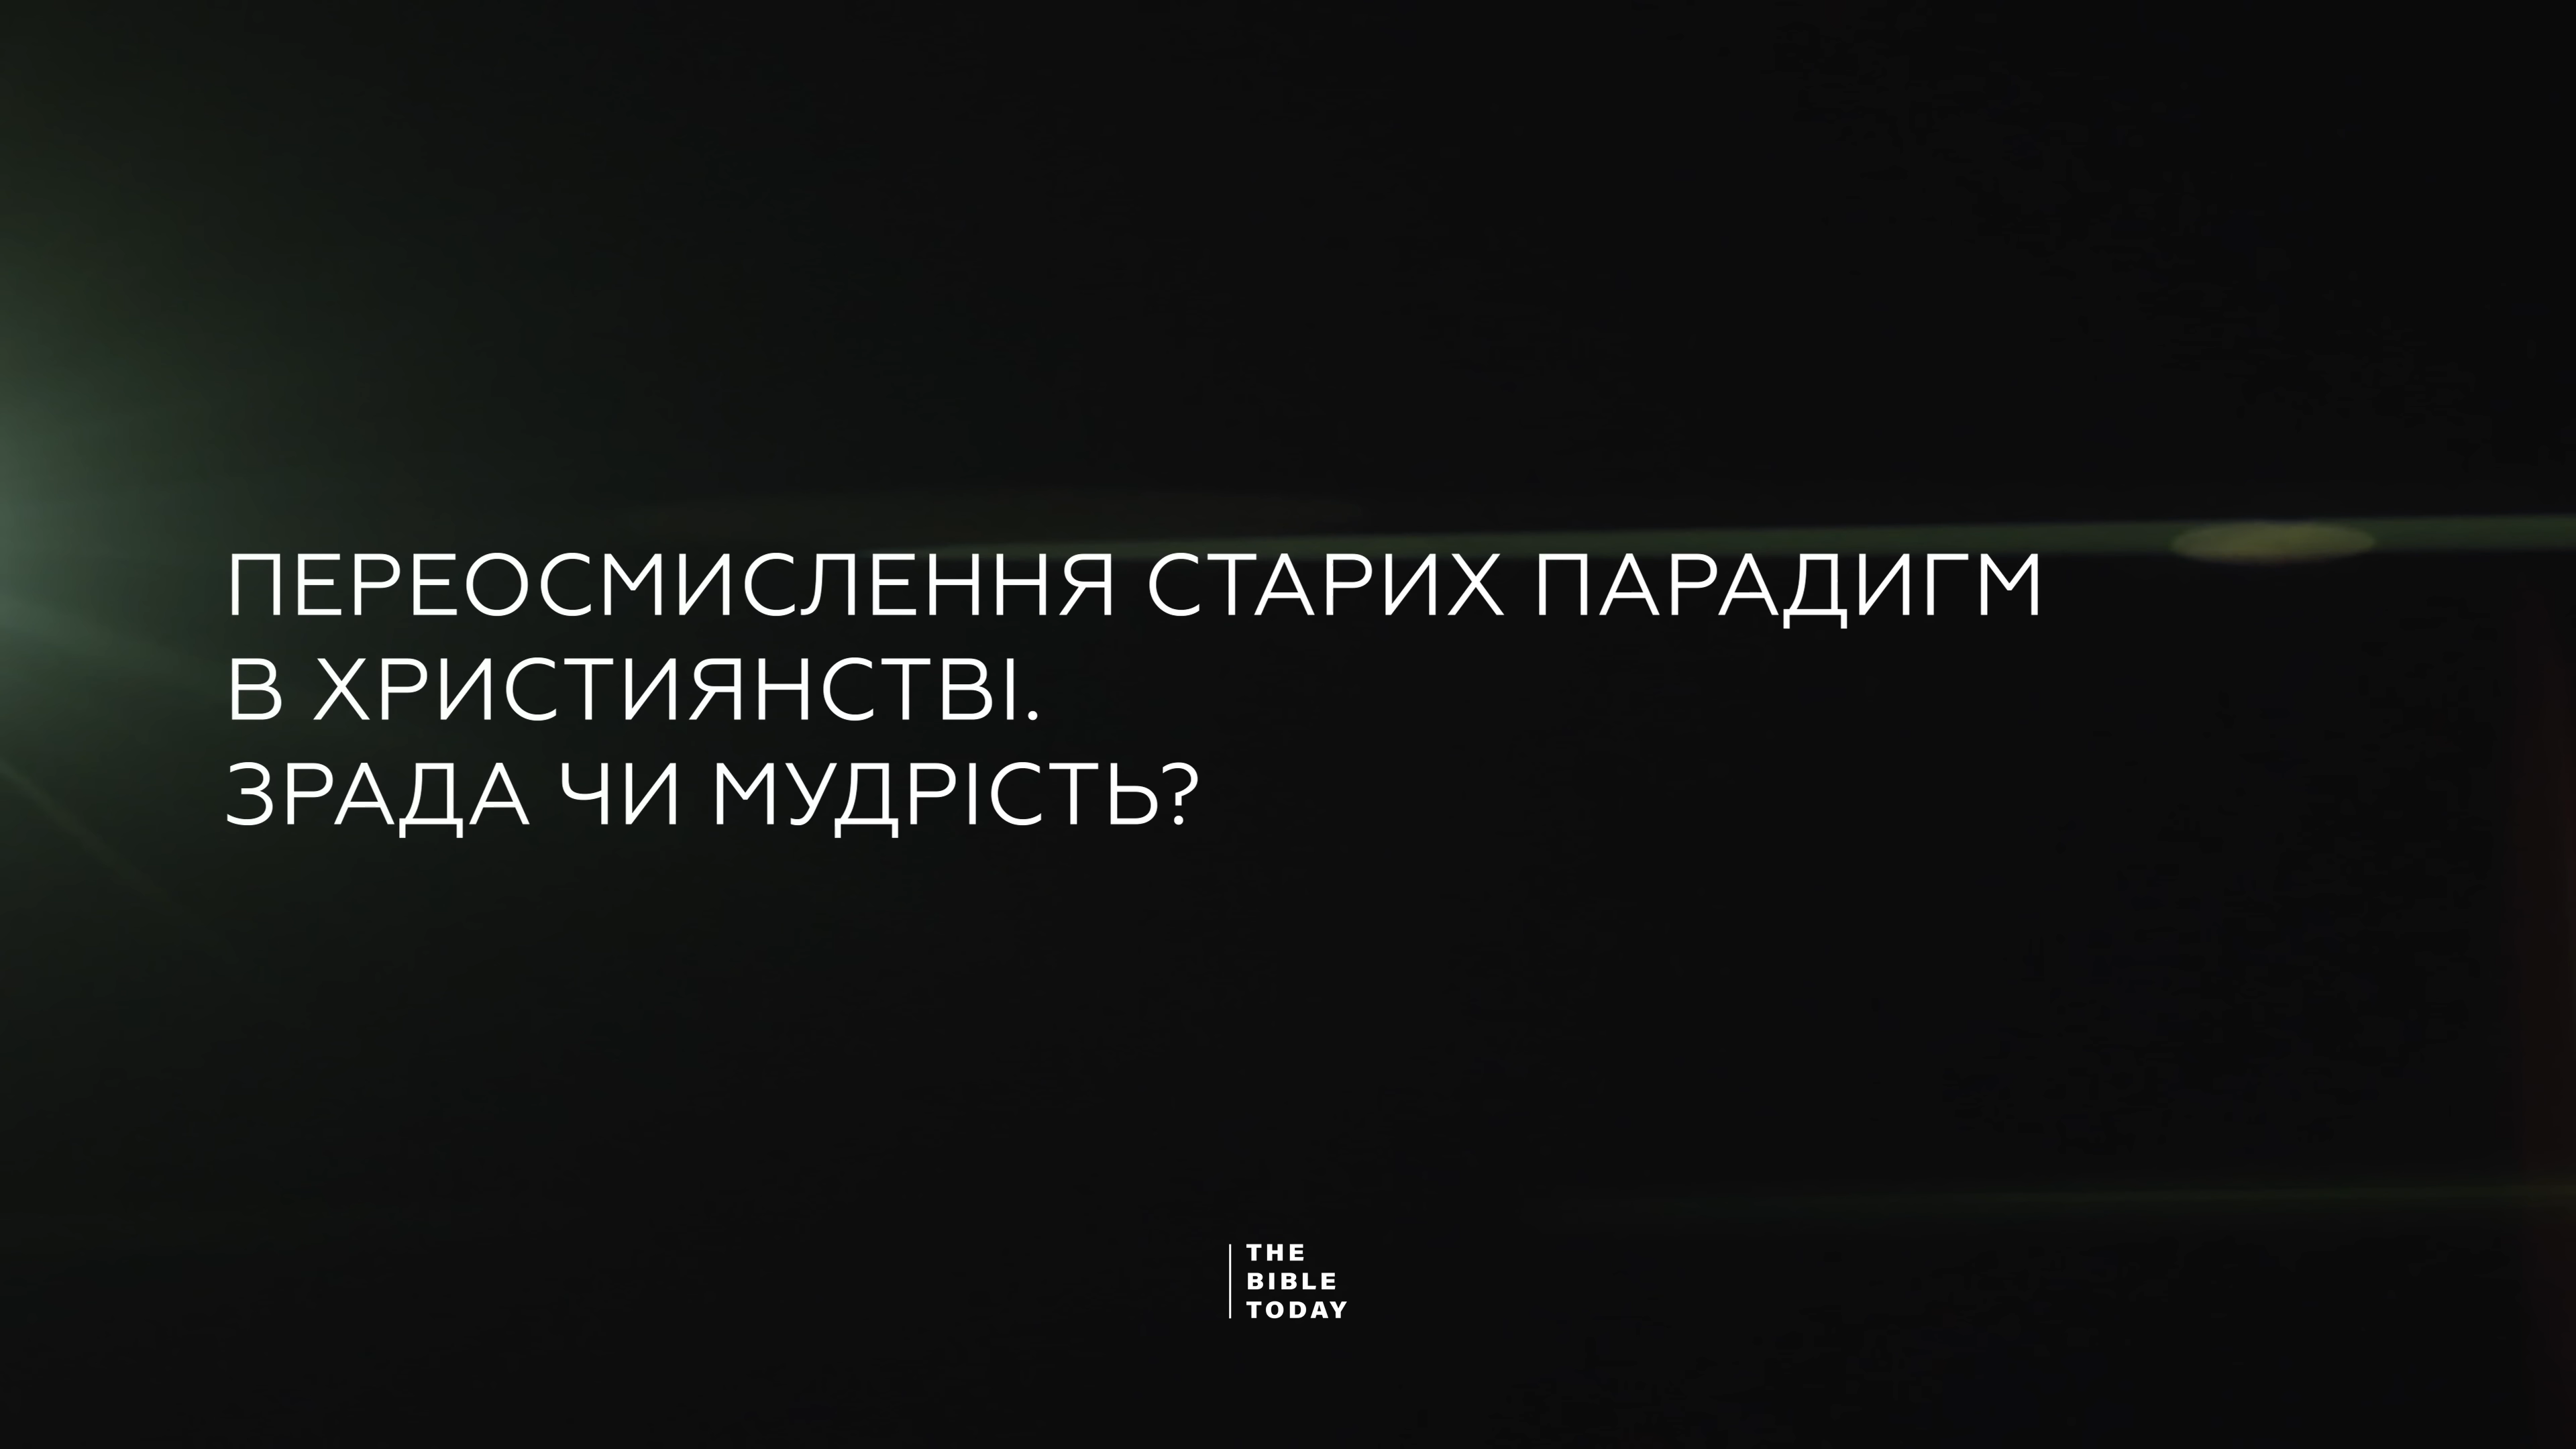 ПЕРЕОСМИСЛЕННЯ СТАРИХ ПАРАДИГМ
В ХРИСТИЯНСТВІ.
ЗРАДА ЧИ МУДРІСТЬ?
THE
BIBLE
TODAY